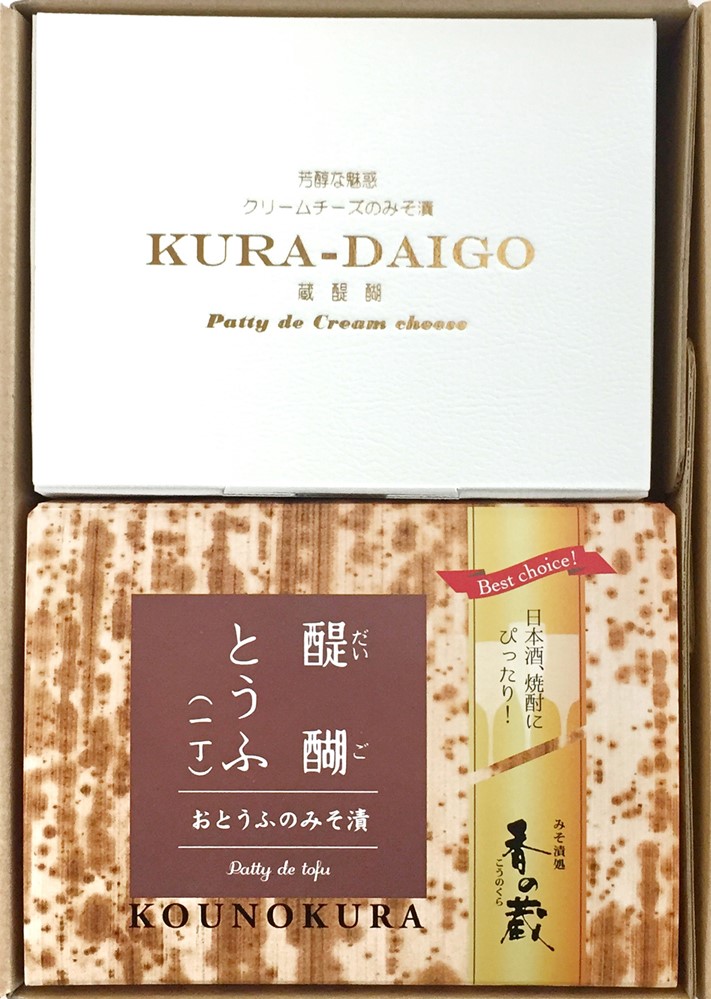 芳醇な魅惑
クリームチーズのみそ漬
KURA-DAIGO
蔵醍醐
Patty de Cream cheese
Best choice!
日本酒、焼酎に
ぴったり!
醍醐
だいご
とうふ
(一丁)
おとうふのみそ漬
Patty de tofu
KOUNOKURA
みそ漬処
香の蔵
こうのくら